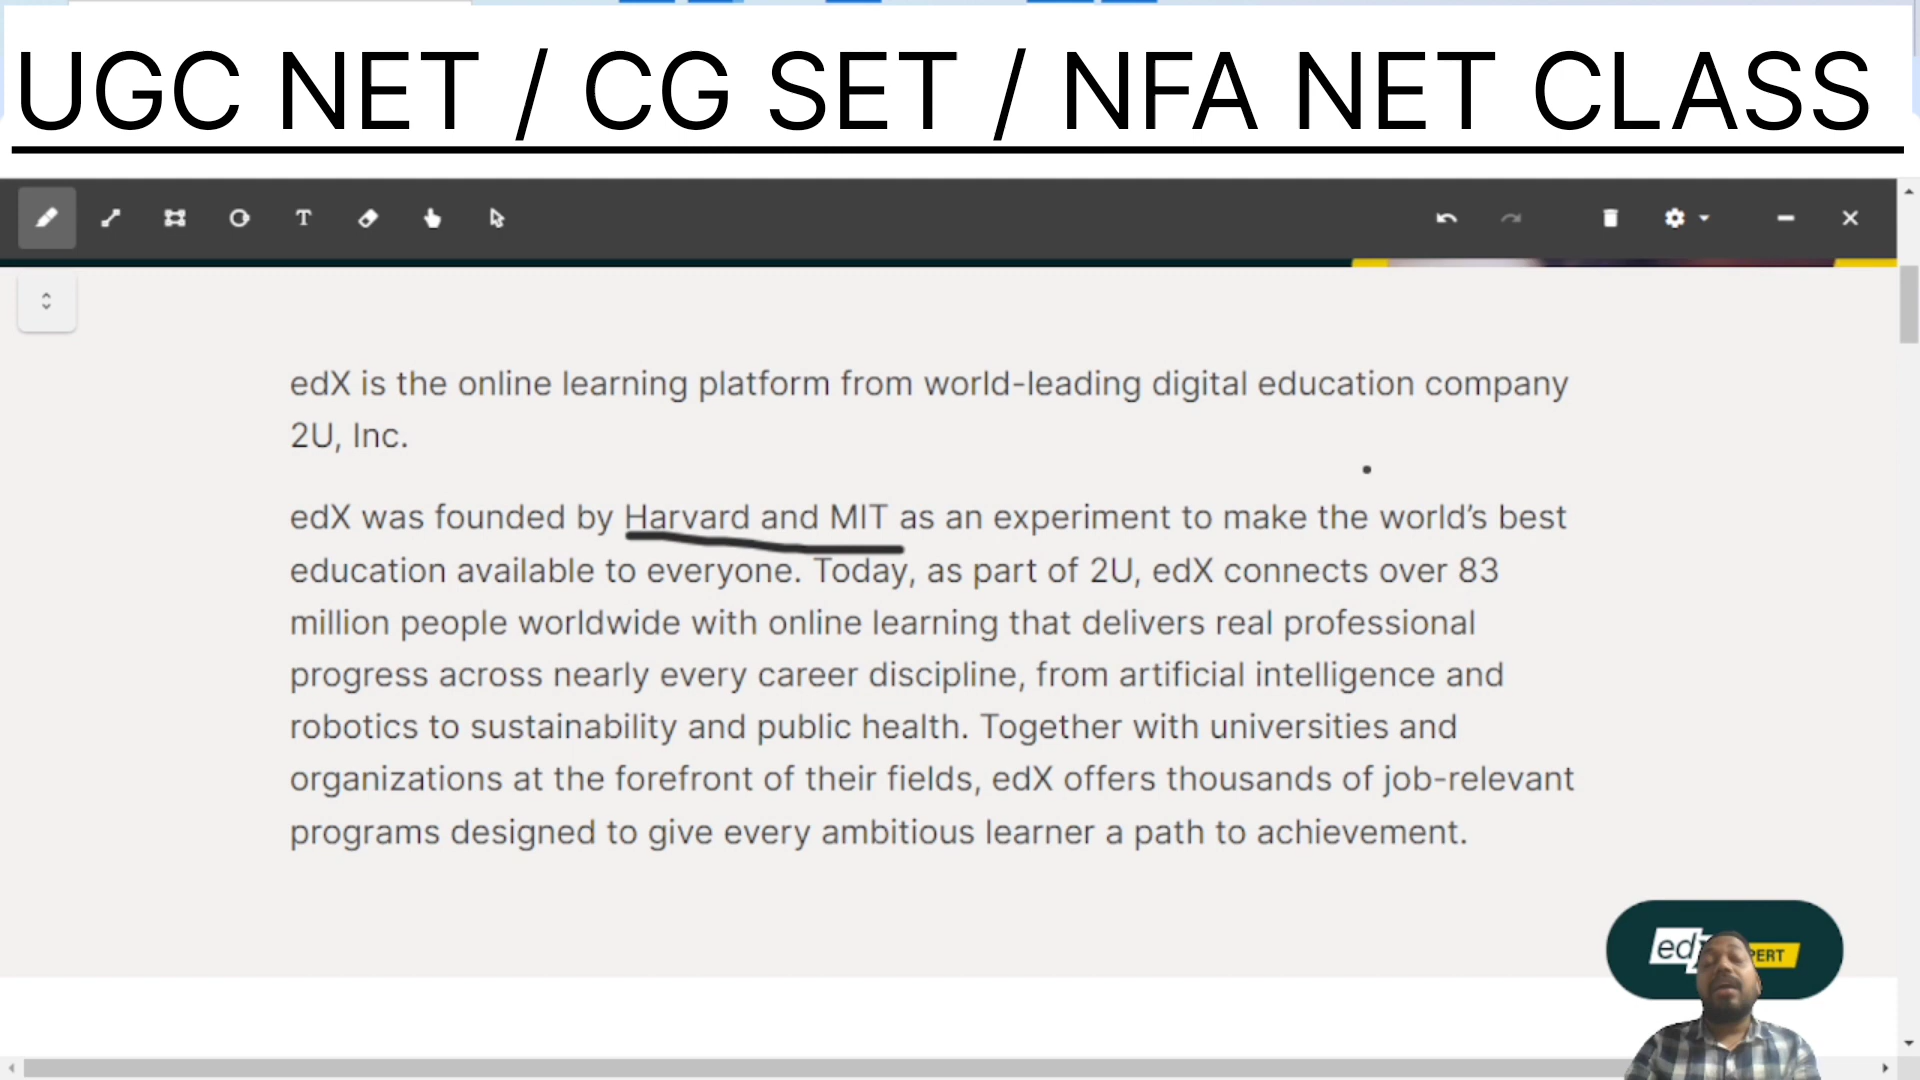 UGC NET / CG SET / NFA NET CLASS
T
edX is the online learning platform from world-leading digital education company
2U, Inc.
edX was founded by Harvard and MIT as an experiment to make the world's best
education available to everyone. Today, as part of 2U, edX connects over 83
million people worldwide with online learning that delivers real professional
progress across nearly every career discipline, from artificial intelligence and
robotics to sustainability and public health. Together with universities and
organizations at the forefront of their fields, edX offers thousands of job-relevant
programs designed to give every ambitious learner a path to achievement.